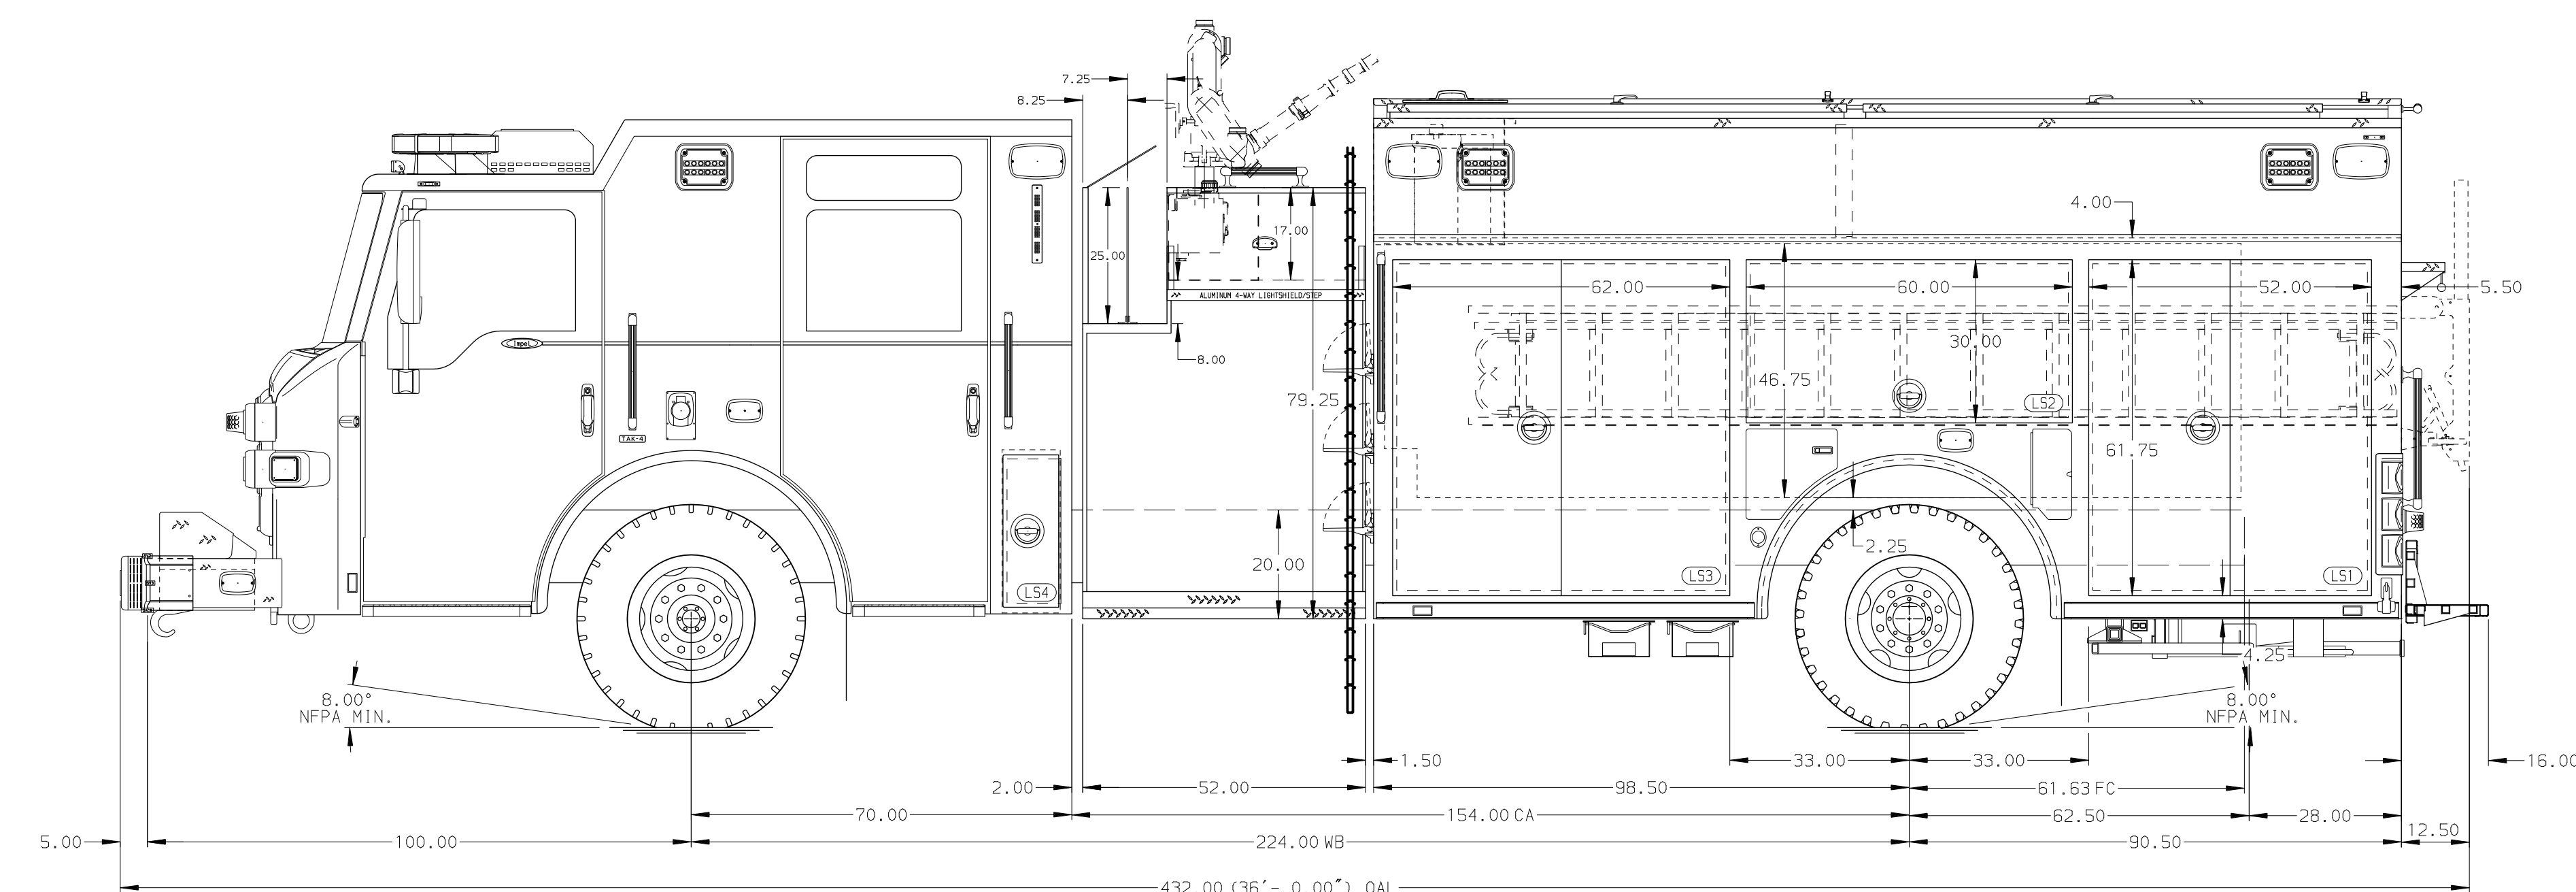 7.25
8.25
4.00
17.00
25.00
ALUMINUM 4-WAY LIGHTSHIELD/STEP
62.00
60.00
52.00
5.50
Impel
30.00
8.00
46.75
79.25
LS2
TAK-4
61.75
2.25
20.00
LS4
LS3
LS1
4.25
8.00°
NFPA MIN.
8.00°
NFPA MIN.
1.50
33.00
33.00
16.00
2.00
52.00
98.50
61.63 FC
70.00
154.00 CA
62.50
28.00
5.00
100.00
224.00 WB
90.50
12.50
432.00 (36'- 0.00") OAL